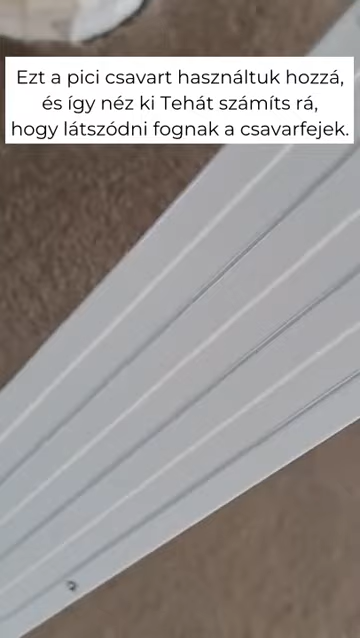 Ezt a pici csavart használtuk hozzá,
és így néz ki Tehát számíts rá,
hogy látszódni fognak a csavarfejek.